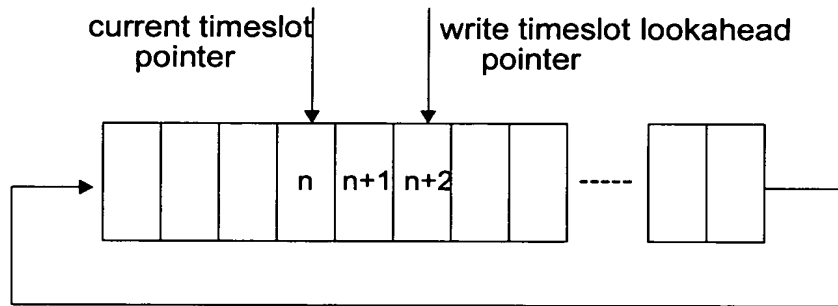 current timeslot
pointer
write timeslot lookahead
pointer
n
n+1
n+2